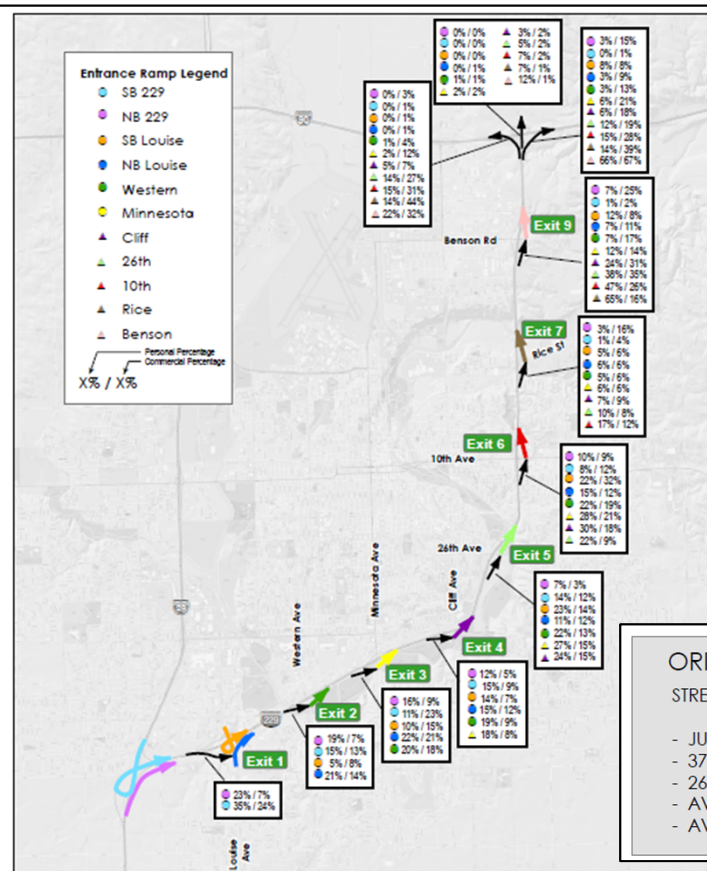 Entrance Ramp Legend
SB 229
NB 229
SB Louise
NB Louise
Western
Minnesota
Cliff
26th
10th
Rice
Benson
Personal Percentage
Commercial Percentage
X% / X%
0% / 0%
0% / 0%
0% / 0%
0% / 1%
1% / 1%
2% / 2%
3% / 2%
5% / 2%
7% / 2%
7% / 1%
12% / 1%
0% / 3%
0% / 1%
0% / 1%
0% / 1%
1% / 4%
2% / 12%
5% / 7%
14% / 27%
15% / 31%
14% / 44%
22% / 32%
3% / 15%
0% / 1%
8% / 8%
3% / 9%
3% / 13%
6% / 21%
6% / 18%
12% / 19%
15% / 28%
14% / 39%
66% / 67%
Benson Rd
Exit 9
7% / 25%
1% / 2%
12% / 8%
7% / 11%
7% / 17%
12% / 14%
24% / 31%
38% / 35%
47% / 26%
65% / 16%
Exit 7
Rice St
3% / 16%
1% / 4%
5% / 6%
6% / 6%
5% / 6%
6% / 6%
7% / 9%
10% / 8%
17% / 12%
Exit 6
10th Ave
10% / 9%
8% / 12%
22% / 32%
15% / 12%
22% / 19%
28% / 21%
30% / 18%
22% / 9%
26th Ave
Exit 5
7% / 3%
14% / 12%
23% / 14%
11% / 12%
22% / 13%
27% / 15%
24% / 15%
Cliff Ave
Exit 4
12% / 5%
15% / 9%
14% / 7%
15% / 12%
19% / 9%
18% / 8%
Minnesota Ave
Exit 3
16% / 9%
11% / 23%
10% / 15%
22% / 21%
20% / 18%
Western Ave
Exit 2
229
19% / 7%
15% / 13%
5% / 8%
21% / 14%
Exit 1
23% / 7%
35% / 24%
Louise
Ave
ORI
STRE
- JU
- 37
- 26
- AV
- AV